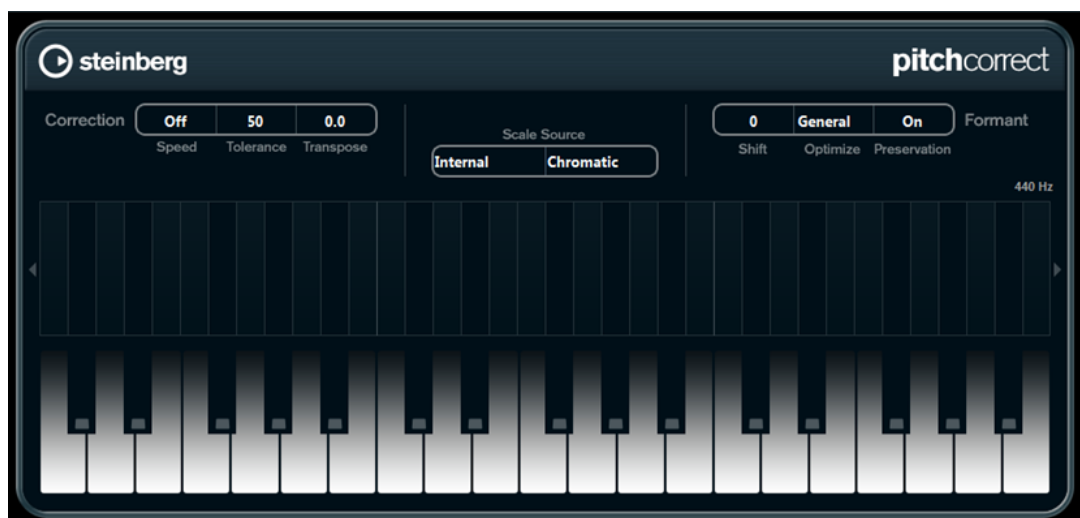 steinberg
pitchcorrect
Correction Off 50 0.0
Speed Tolerance Transpose
Scale Source
Internal Chromatic
0 General On Formant
Shift Optimize Preservation
440 Hz